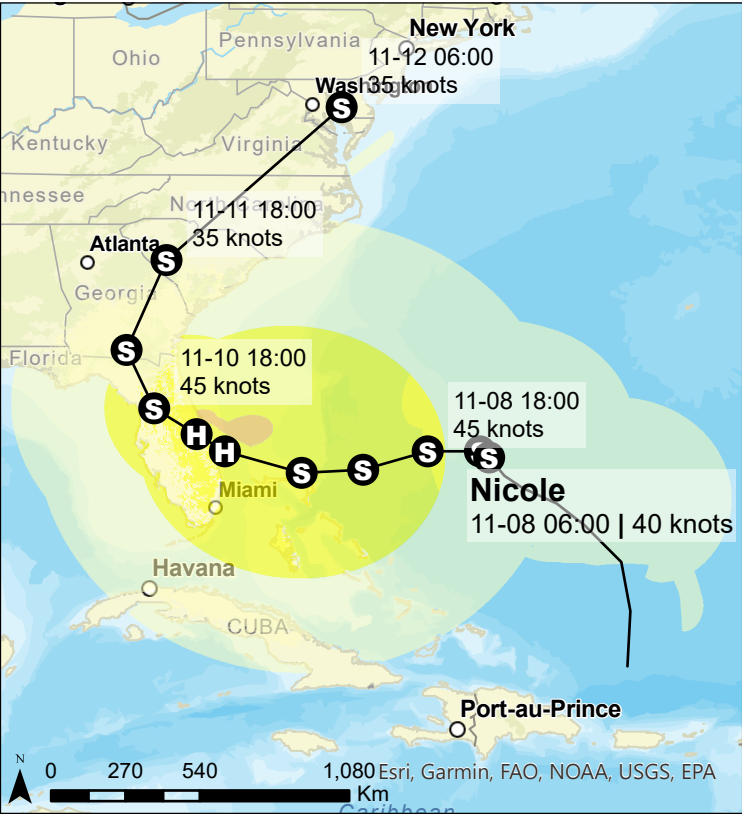 New York
Pennsylvania
Ohio
11-12 06:00
35 knots
Washington
Kentucky
Virginia
nnessee
North Carolina
11-11 18:00
35 knots
Atlanta
Georgia
Florida
11-10 18:00
45 knots
11-08 18:00
45 knots
S
S
S
S
H
H
S
S
S
S
Nicole
11-08 06:00 | 40 knots
Miami
Havana
CUBA
Port-au-Prince
N
0 270 540 1,080
Km
Esri, Garmin, FAO, NOAA, USGS, EPA
Caribbean